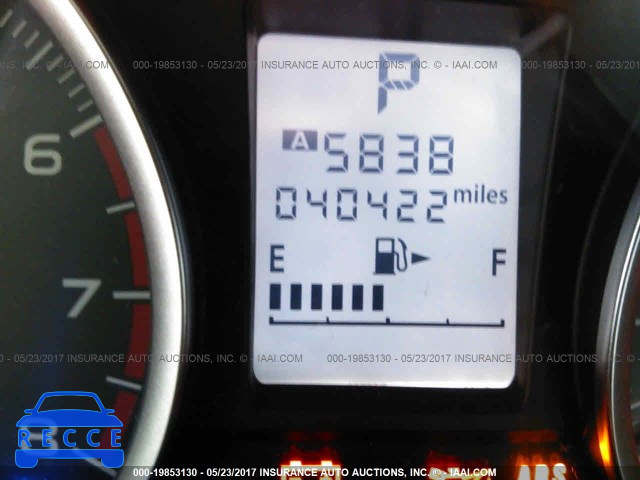 000-19853130 - 05/23/2017 INSURANCE AUTO AUCTIONS, INC. © - IAAI.COM
P
A 5838
040422 miles
E F
6
7
8
000-19853130 - 05/23/2017 INSURANCE AUTO AUCTIONS, INC. © - IAAI.COM
RECCE
ABS
000-19853130 - 05/23/2017 INSURANCE AUTO AUCTIONS, INC. © - IAAI.COM